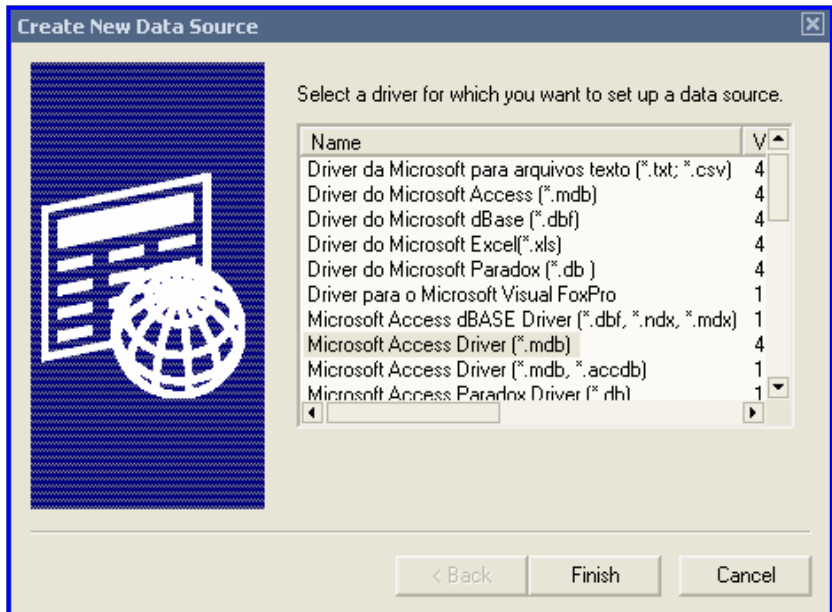 Create New Data Source
Select a driver for which you want to set up a data source.
Name V
Driver da Microsoft para arquivos texto (*.txt; *.csv) 4
Driver do Microsoft Access (*.mdb) 4
Driver do Microsoft dBase (*.dbf) 4
Driver do Microsoft Excel(*.xls) 4
Driver do Microsoft Paradox (*.db ) 4
Driver para o Microsoft Visual FoxPro 1
Microsoft Access dBASE Driver (*.dbf, *.ndx, *.mdx) 1
Microsoft Access Driver (*.mdb) 4
Microsoft Access Driver (*.mdb, *.accdb) 1
Microsoft Access Paradox Driver (*.db) 1
< Back Finish Cancel